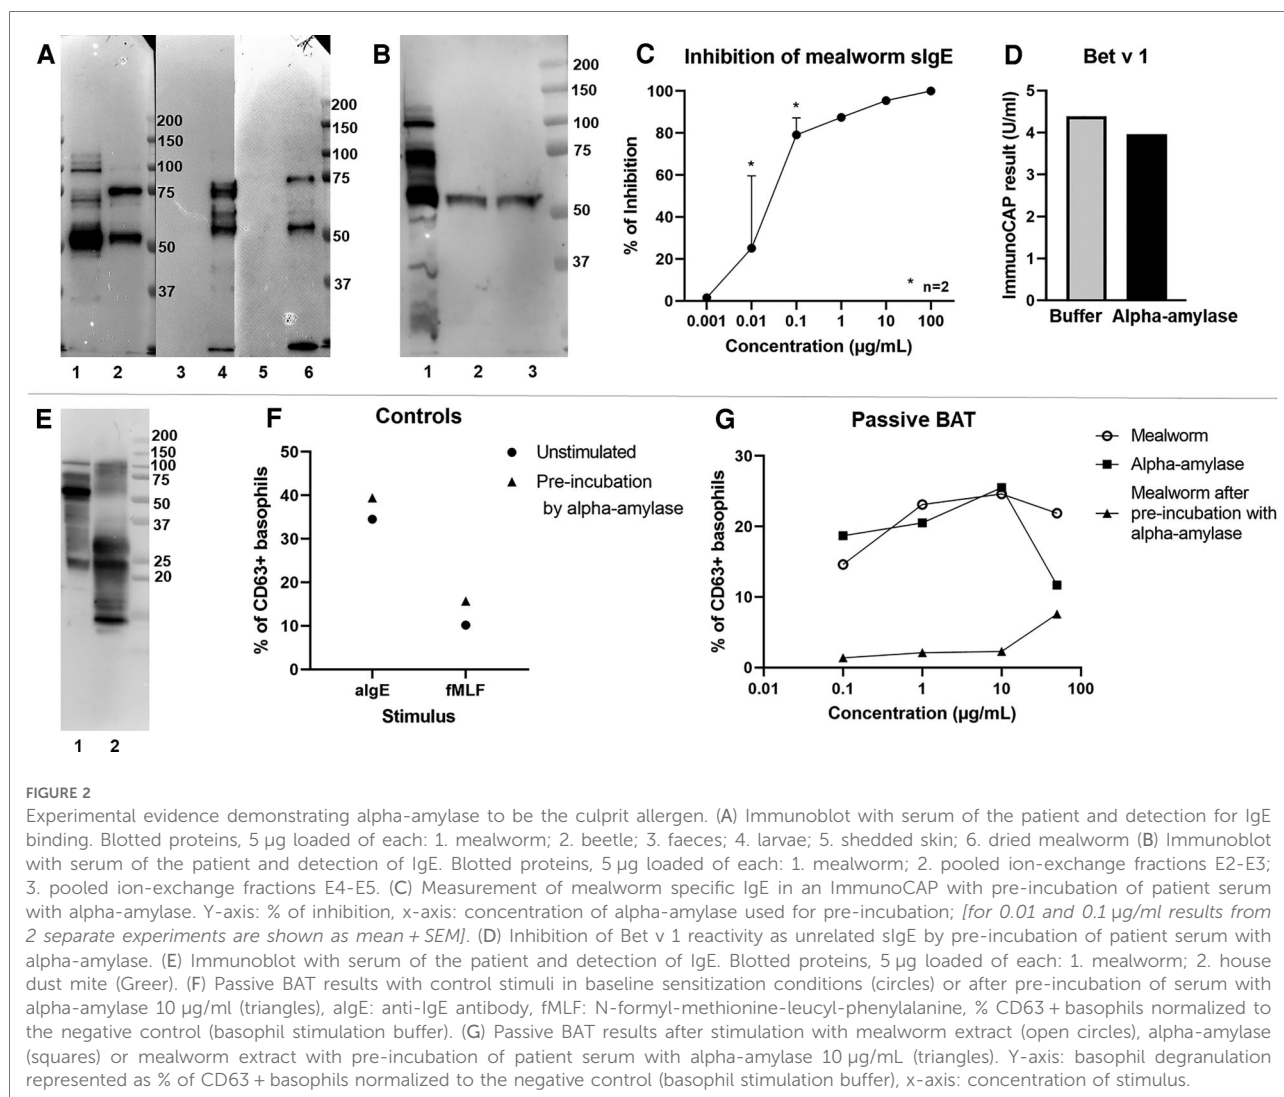 A
200
150
100
75
50
37
200
150
100
75
50
37
1 2 3 4 5 6
B
200
150
100
75
50
37
1 2 3
C Inhibition of mealworm sIgE
% of Inhibition
100
80
60
40
20
0
*
*
* n=2
0.001 0.01 0.1 1 10 100
Concentration (µg/mL)
D Bet v 1
ImmunoCAP result (U/ml)
5
4
3
2
1
0
Buffer Alpha-amylase
E
200
150
100
75
50
37
25
20
1 2
F Controls
% of CD63+ basophils
50
40
30
20
10
0
aIgE fMLF
Stimulus
Unstimulated
Pre-incubation
by alpha-amylase
G Passive BAT
% of CD63+ basophils
30
20
10
0
0.01 0.1 1 10 100
Concentration (µg/mL)
Mealworm
Alpha-amylase
Mealworm after
pre-incubation with
alpha-amylase
FIGURE 2
Experimental evidence demonstrating alpha-amylase to be the culprit allergen. (A) Immunoblot with serum of the patient and detection for IgE
binding. Blotted proteins, 5 µg loaded of each: 1. mealworm; 2. beetle; 3. faeces; 4. larvae; 5. shedded skin; 6. dried mealworm (B) Immunoblot
with serum of the patient and detection of IgE. Blotted proteins, 5 µg loaded of each: 1. mealworm; 2. pooled ion-exchange fractions E2-E3;
3. pooled ion-exchange fractions E4-E5. (C) Measurement of mealworm specific IgE in an ImmunoCAP with pre-incubation of patient serum
with alpha-amylase. Y-axis: % of inhibition, x-axis: concentration of alpha-amylase used for pre-incubation; [for 0.01 and 0.1 µg/ml results from
2 separate experiments are shown as mean + SEM]. (D) Inhibition of Bet v 1 reactivity as unrelated sIgE by pre-incubation of patient serum with
alpha-amylase. (E) Immunoblot with serum of the patient and detection of IgE. Blotted proteins, 5 µg loaded of each: 1. mealworm; 2. house
dust mite (Greer). (F) Passive BAT results with control stimuli in baseline sensitization conditions (circles) or after pre-incubation of serum with
alpha-amylase 10 µg/ml (triangles), aIgE: anti-IgE antibody, fMLF: N-formyl-methionine-leucyl-phenylalanine, % CD63 + basophils normalized to
the negative control (basophil stimulation buffer). (G) Passive BAT results after stimulation with mealworm extract (open circles), alpha-amylase
(squares) or mealworm extract with pre-incubation of patient serum with alpha-amylase 10 µg/mL (triangles). Y-axis: basophil degranulation
represented as % of CD63 + basophils normalized to the negative control (basophil stimulation buffer), x-axis: concentration of stimulus.